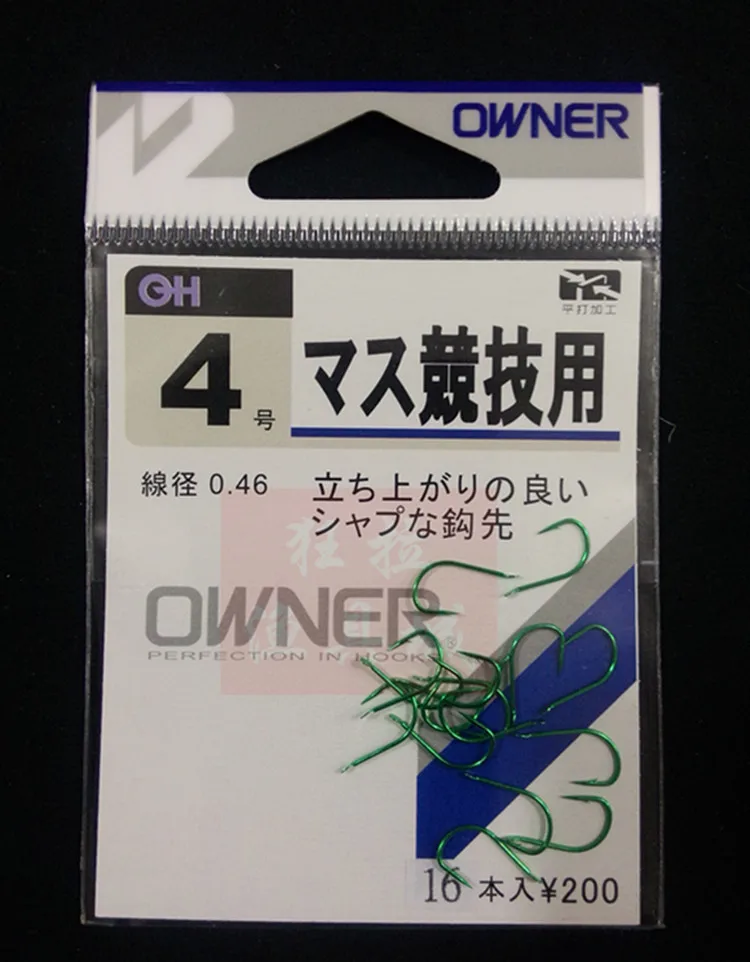 OWNER
OH
平打加工
4号
マス競技用
線径 0.46
立ち上がりの良い
シャプな鈎先
狂拉
OWNER®
PERFECTION IN HOOKS
16 本入¥200